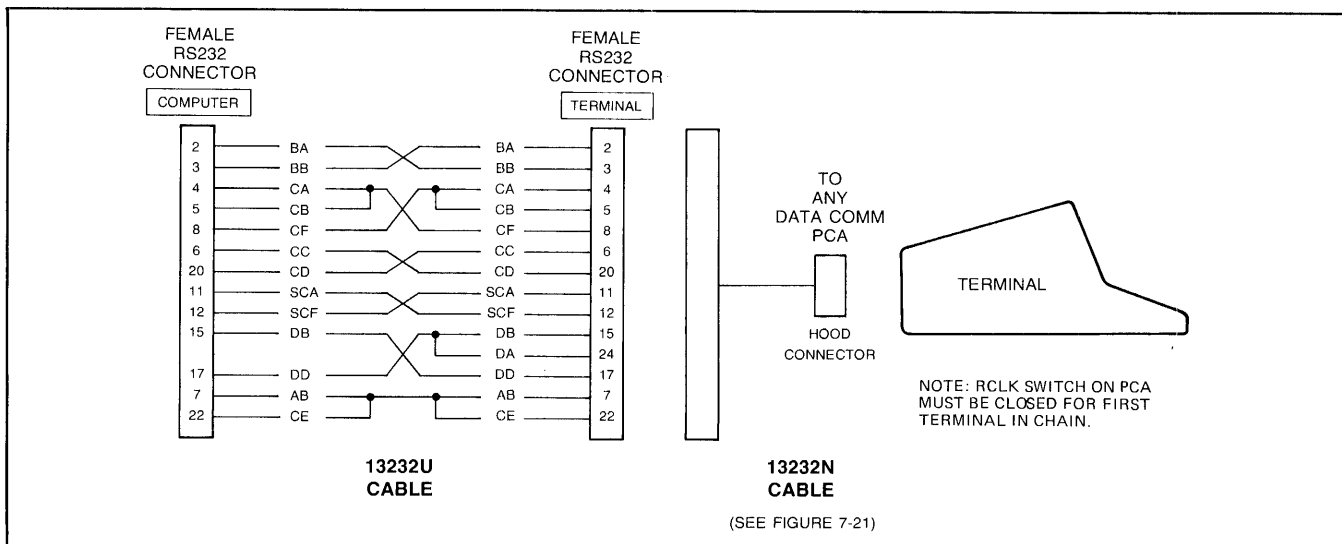 FEMALE
RS232
CONNECTOR
COMPUTER
FEMALE
RS232
CONNECTOR
TERMINAL
2 BA BA 2
3 BB BB 3
4 CA CA 4
5 CB CB 5
8 CF CF 8
6 CC CC 6
20 CD CD 20
11 SCA SCA 11
12 SCF SCF 12
15 DB DB 15
DA 24
17 DD DD 17
7 AB AB 7
22 CE CE 22
13232U
CABLE
TO
ANY
DATA COMM
PCA
HOOD
CONNECTOR
13232N
CABLE
(SEE FIGURE 7-21)
TERMINAL
NOTE: RCLK SWITCH ON PCA
MUST BE CLOSED FOR FIRST
TERMINAL IN CHAIN.